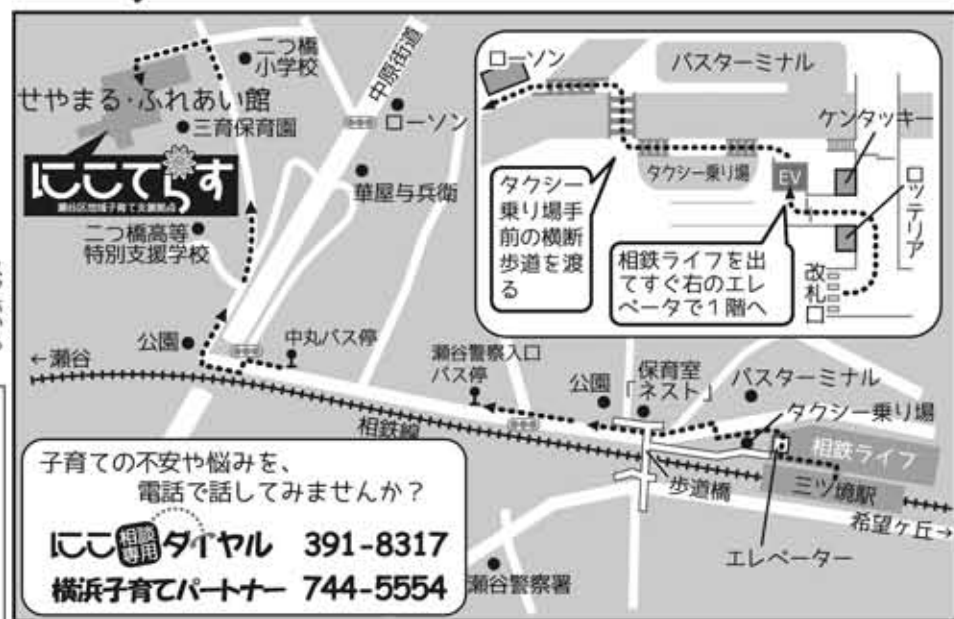 二つ橋
小学校
せやまる・ふれあい館
三育保育園
にこてらす
瀬谷区地域子育て支援拠点
二つ橋高等
特別支援学校
中原街道
ローソン
華屋与兵衛
公園
中丸バス停
←瀬谷
相鉄線
瀬谷警察入口
バス停
公園
保育室
「ネスト」
バスターミナル
タクシー乗り場
相鉄ライフ
三ツ境駅
希望ヶ丘→
歩道橋
エレベーター
瀬谷警察署
ローソン
バスターミナル
ケンタッキー
タクシー乗り場
EV
ロッテリア
改札口
タクシー
乗り場手
前の横断
歩道を渡
る
相鉄ライフを出
てすぐ右のエレ
ベータで1階へ
子育ての不安や悩みを、
電話で話してみませんか?
にこ相談専用ダイヤル 391-8317
横浜子育てパートナー 744-5554